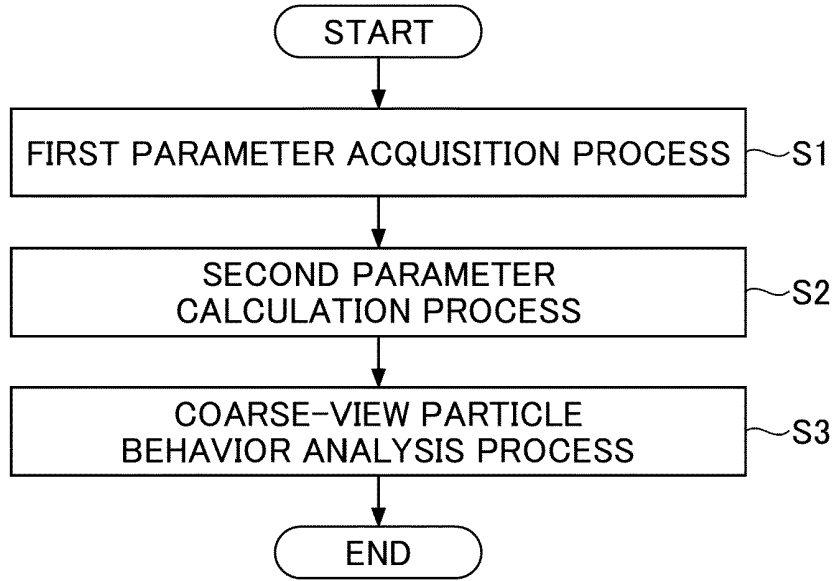 START
FIRST PARAMETER ACQUISITION PROCESS
S1
SECOND PARAMETER
CALCULATION PROCESS
S2
COARSE-VIEW PARTICLE
BEHAVIOR ANALYSIS PROCESS
S3
END